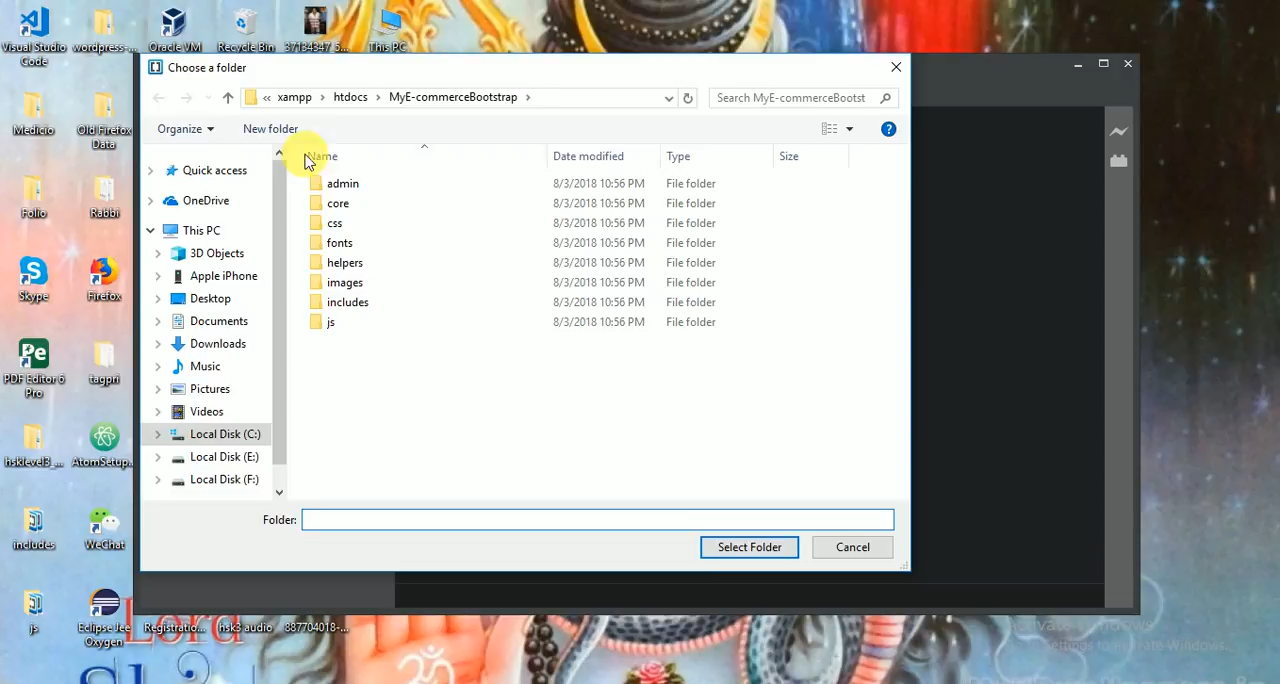 Visual Studio
Code
wordpress-...
Oracle VM
Recycle Bin
37134347_5...
This PC
Choose a folder
« xampp > htdocs > MyE-commerceBootstrap >
Search MyE-commerceBootst
Organize
New folder
Name
Date modified
Type
Size
admin 8/3/2018 10:56 PM File folder
core 8/3/2018 10:56 PM File folder
css 8/3/2018 10:56 PM File folder
fonts 8/3/2018 10:56 PM File folder
helpers 8/3/2018 10:56 PM File folder
images 8/3/2018 10:56 PM File folder
includes 8/3/2018 10:56 PM File folder
js 8/3/2018 10:56 PM File folder
Quick access
OneDrive
This PC
3D Objects
Apple iPhone
Desktop
Documents
Downloads
Music
Pictures
Videos
Local Disk (C:)
Local Disk (E:)
Local Disk (F:)
Folder:
Select Folder
Cancel
Medicio
Old Firefox
Data
Folio
Rabbi
Skype
Firefox
PDF Editor 6
Pro
tagpri
hsklevel3_...
AtomSetup...
includes
WeChat
js
Eclipse Jee
Oxygen
Registratio...
hsk3 audio
887704018-...
Lord
ॐ